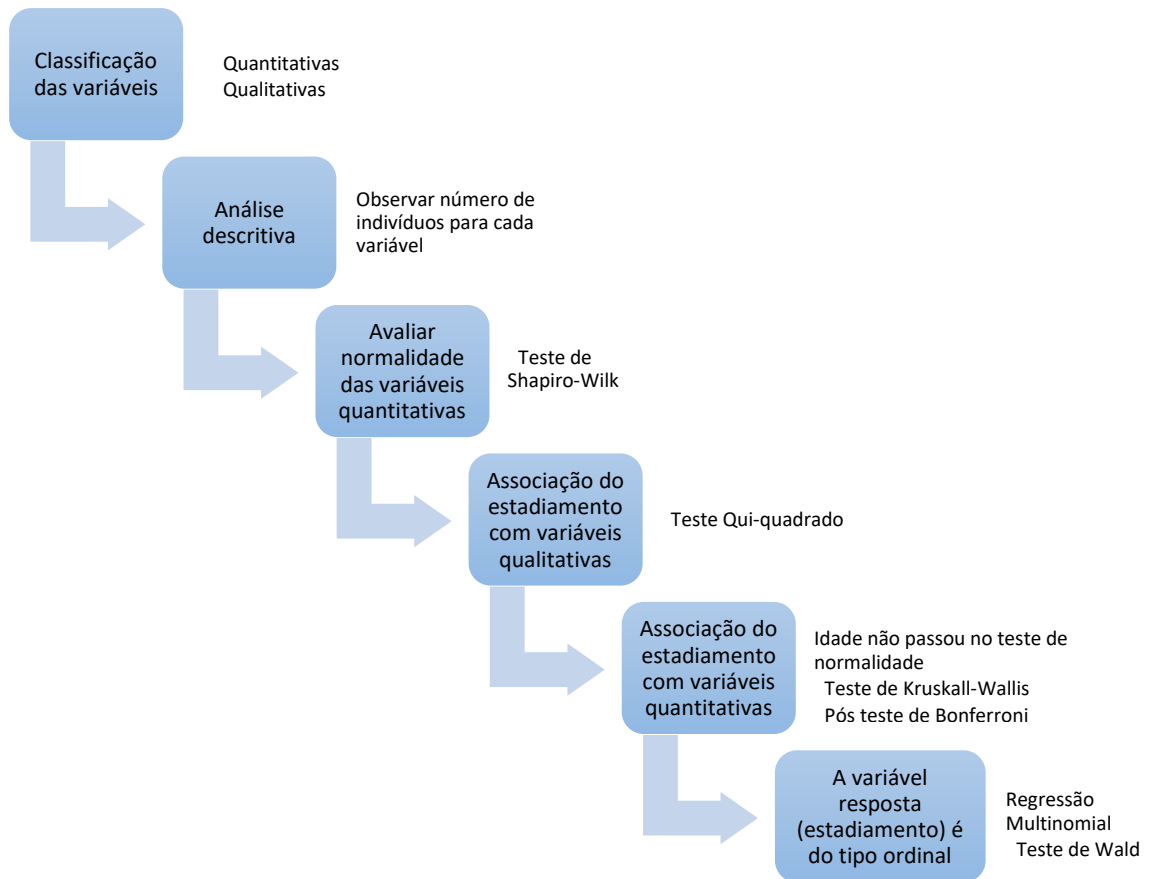 Classificação
das variáveis
Quantitativas
Qualitativas
Análise
descritiva
Observar número de
indivíduos para cada
variável
Avaliar
normalidade
das variáveis
quantitativas
Teste de
Shapiro-Wilk
Associação do
estadiamento
com variáveis
qualitativas
Teste Qui-quadrado
Associação do
estadiamento
com variáveis
quantitativas
Idade não passou no teste de
normalidade
Teste de Kruskall-Wallis
Pós teste de Bonferroni
A variável
resposta
(estadiamento) é
do tipo ordinal
Regressão
Multinomial
Teste de Wald